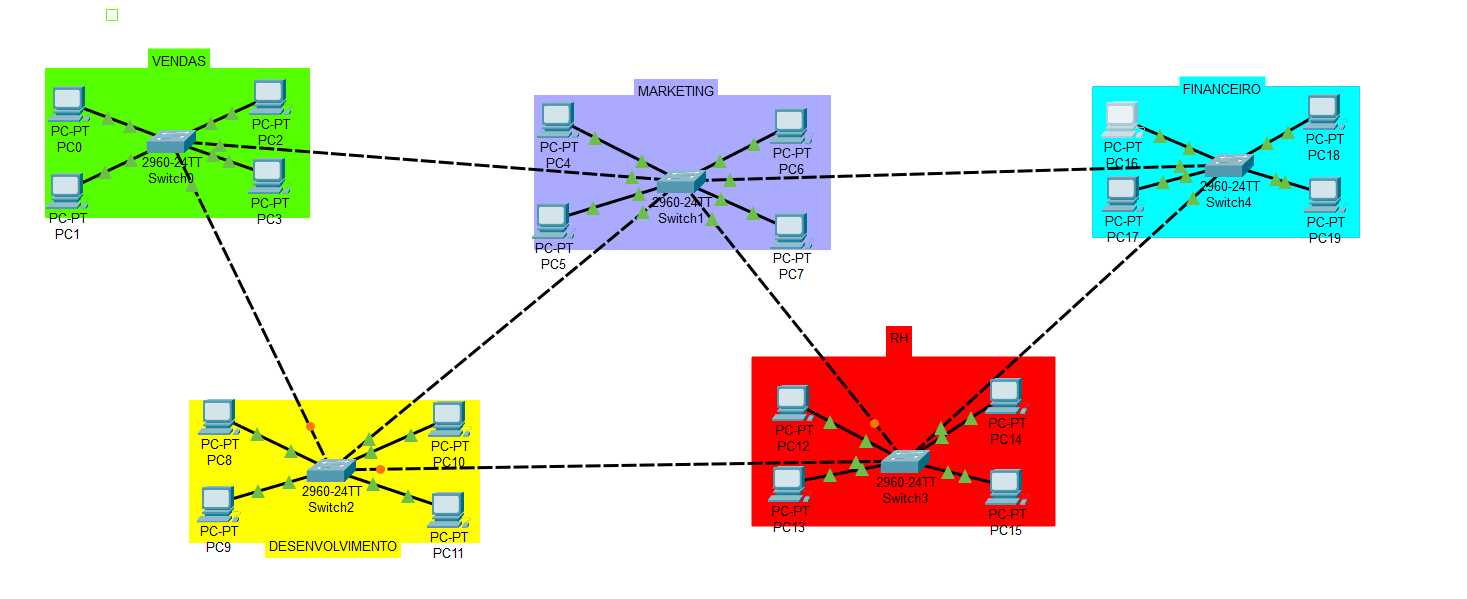 VENDAS
PC-PT
PC0
PC-PT
PC2
2960-24TT
Switch0
PC-PT
PC1
PC-PT
PC3
MARKETING
PC-PT
PC4
PC-PT
PC6
2960-24TT
Switch1
PC-PT
PC5
PC-PT
PC7
FINANCEIRO
PC-PT
PC16
PC-PT
PC18
2960-24TT
Switch4
PC-PT
PC17
PC-PT
PC19
PC-PT
PC8
PC-PT
PC10
2960-24TT
Switch2
PC-PT
PC9
PC-PT
PC11
DESENVOLVIMENTO
RH
PC-PT
PC12
PC-PT
PC14
2960-24TT
Switch3
PC-PT
PC13
PC-PT
PC15